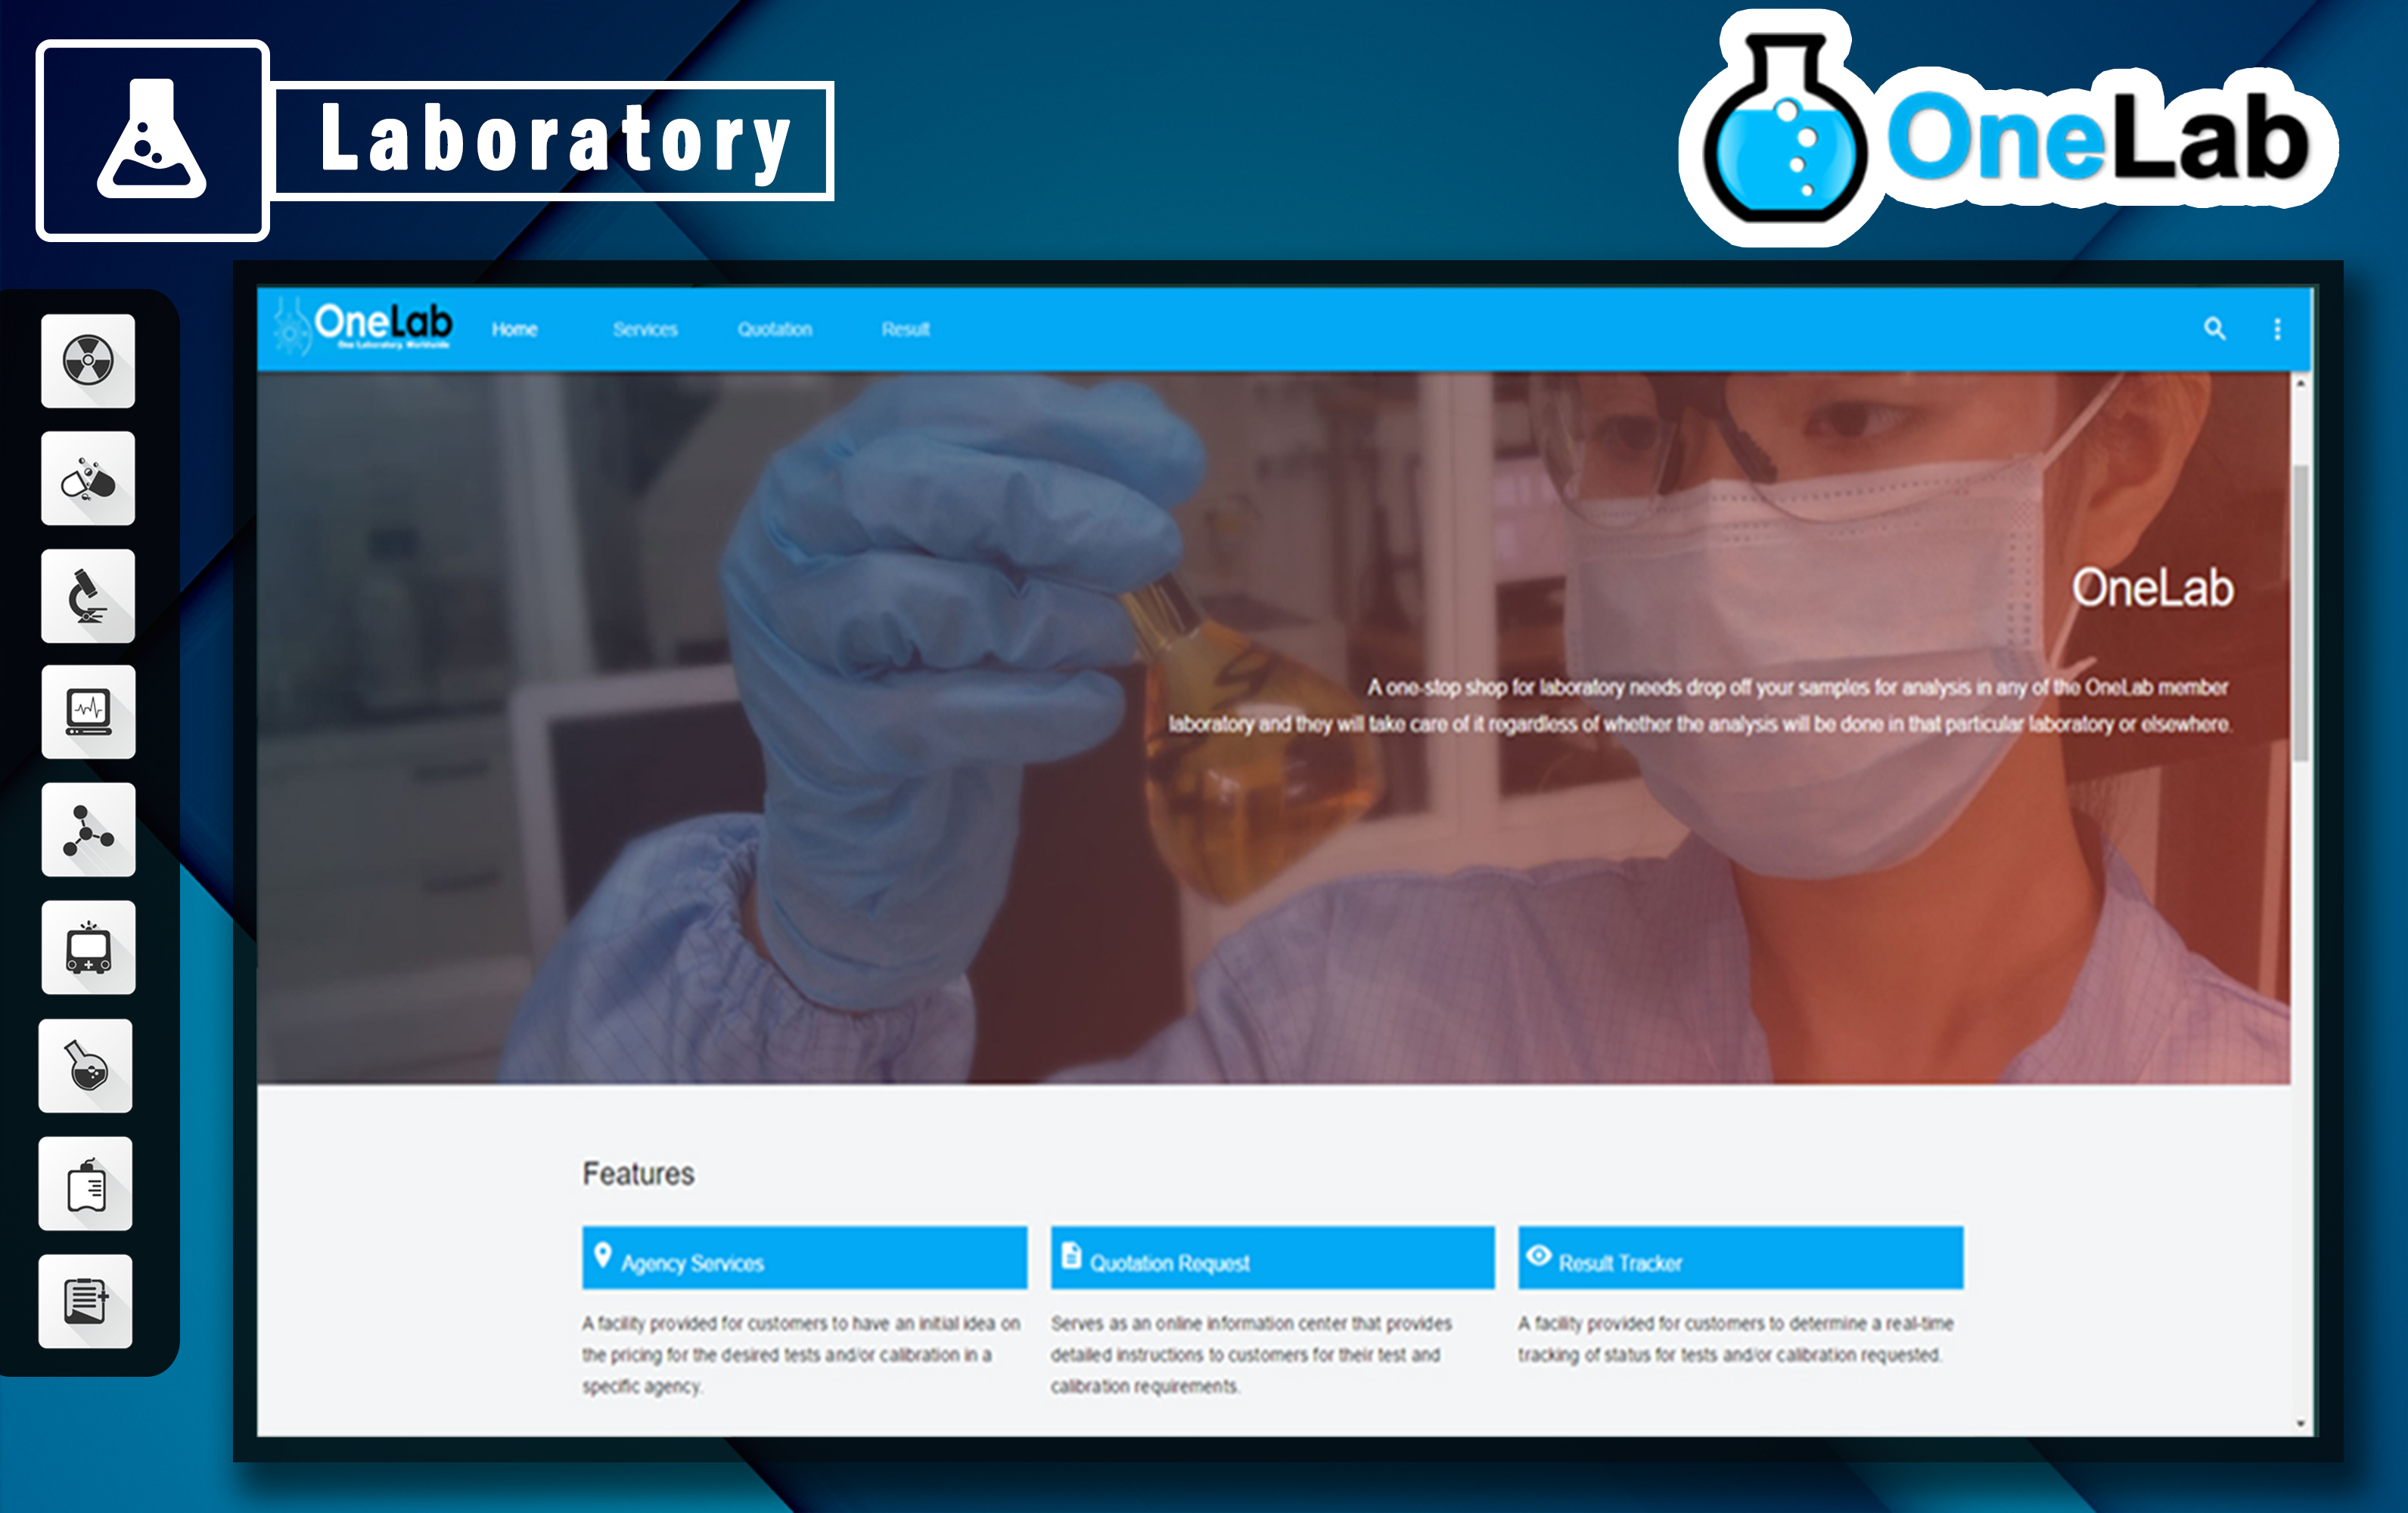 Laboratory
OneLab
OneLab
One Laboratory. Worldwide
Home
Services
Quotation
Result
OneLab
A one-stop shop for laboratory needs drop off your samples for analysis in any of the OneLab member
laboratory and they will take care of it regardless of whether the analysis will be done in that particular laboratory or elsewhere.
Features
Agency Services
A facility provided for customers to have an initial idea on
the pricing for the desired tests and/or calibration in a
specific agency.
Quotation Request
Serves as an online information center that provides
detailed instructions to customers for their test and
calibration requirements.
Result Tracker
A facility provided for customers to determine a real-time
tracking of status for tests and/or calibration requested.